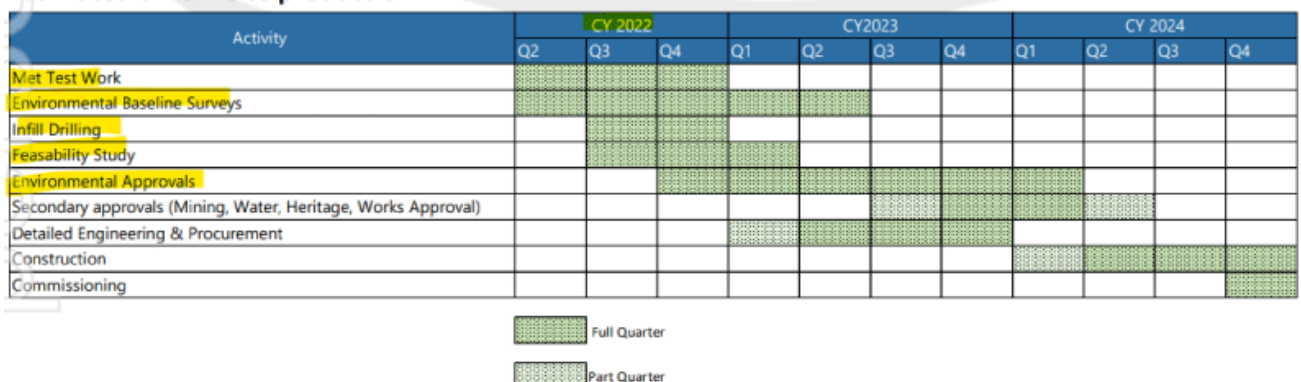 Activity
CY 2022 CY2023 CY 2024
Q2 Q3 Q4 Q1 Q2 Q3 Q4 Q1 Q2 Q3 Q4
Met Test Work
Environmental Baseline Surveys
Infill Drilling
Feasability Study
Environmental Approvals
Secondary approvals (Mining, Water, Heritage, Works Approval)
Detailed Engineering & Procurement
Construction
Commissioning
Full Quarter
Part Quarter